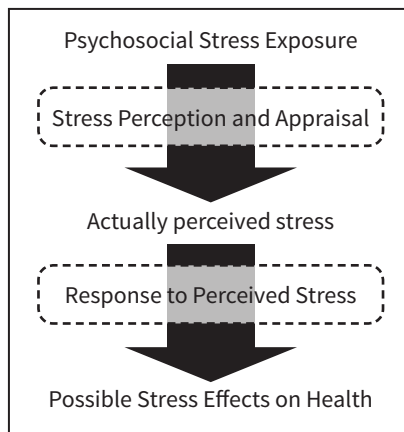 Psychosocial Stress Exposure
Stress Perception and Appraisal
Actually perceived stress
Response to Perceived Stress
Possible Stress Effects on Health